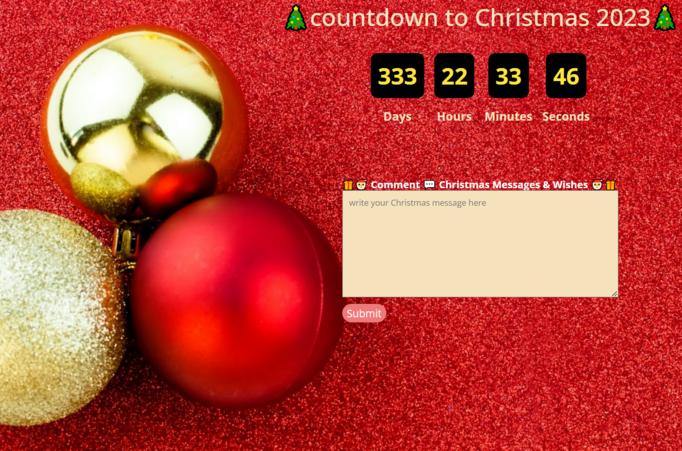 🎄countdown to Christmas 2023🎄
333 22 33 46
Days Hours Minutes Seconds
🎁🎅 Comment 💬 Christmas Messages & Wishes 🎅🎁
write your Christmas message here
Submit